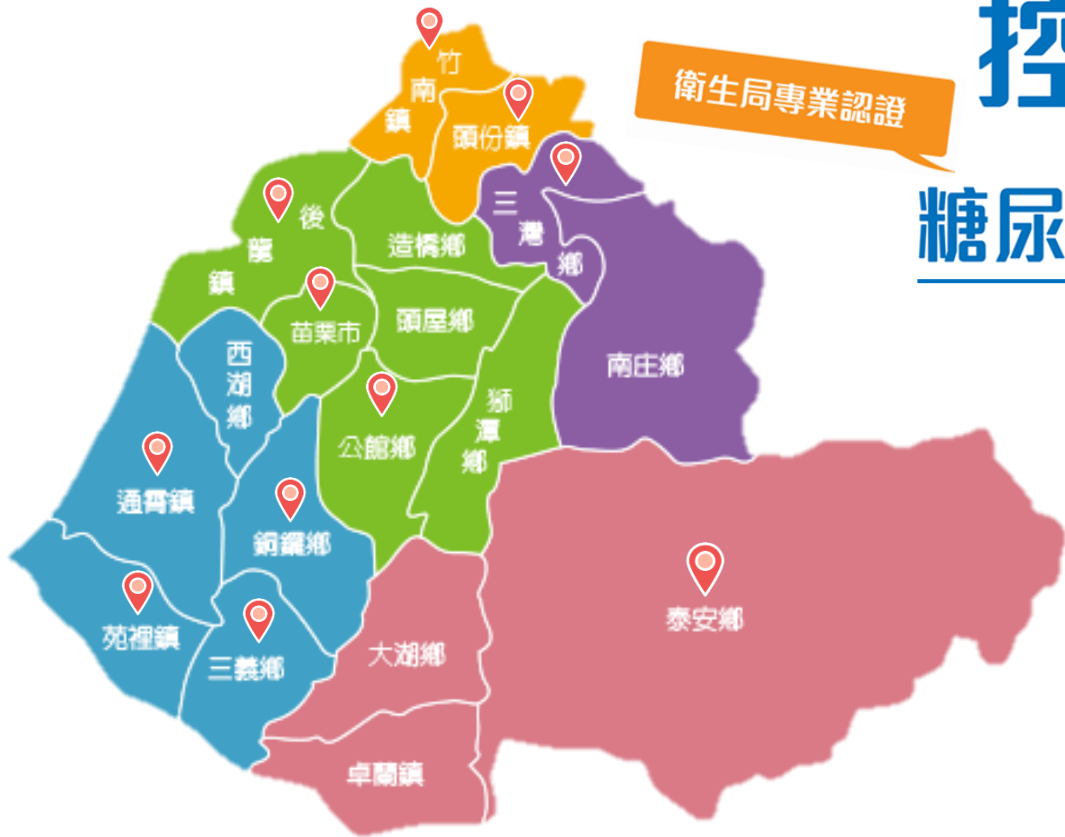 控
衛生局專業認證
糖尿
竹南鎮
頭份鎮
三灣鄉
後龍鎮
造橋鄉
苗栗市
頭屋鄉
西湖鄉
南庄鄉
獅潭鄉
公館鄉
通霄鎮
銅鑼鄉
泰安鄉
苑裡鎮
三義鄉
大湖鄉
卓蘭鎮